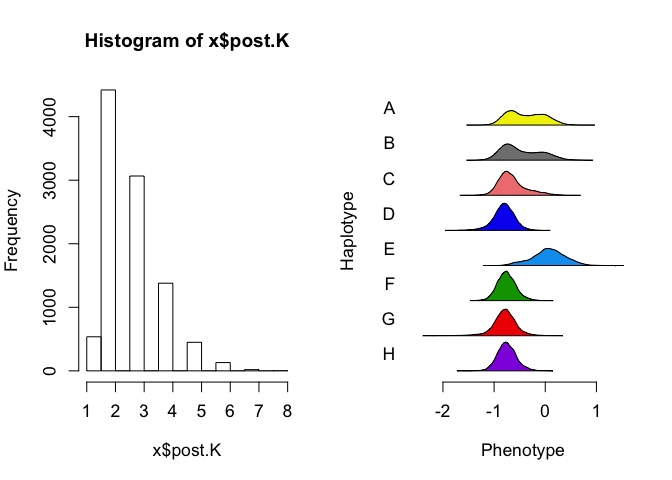 Histogram of x$post.K
Frequency
0
1000
2000
3000
4000
1 2 3 4 5 6 7 8
x$post.K
Haplotype
A
B
C
D
E
F
G
H
-2 -1 0 1
Phenotype